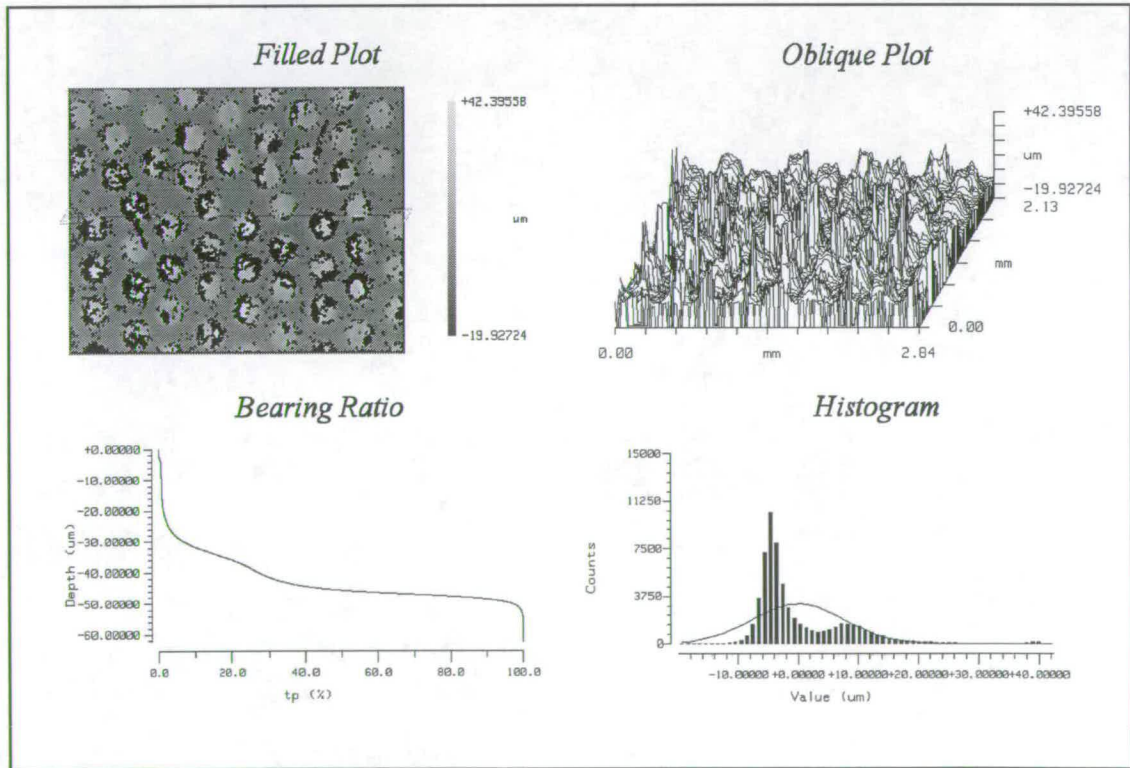 Filled Plot
+42.39558
um
-19.92724
Oblique Plot
+42.39558
um
-19.92724
2.13
mm
0.00
0.00 mm 2.84
Bearing Ratio
+0.00000
-10.00000
-20.00000
-30.00000
-40.00000
-50.00000
-60.00000
Depth (um)
0.0 20.0 40.0 60.0 80.0 100.0
tp (%)
Histogram
15000
11250
7500
3750
0
Counts
-10.00000 +0.00000 +10.00000 +20.00000 +30.00000 +40.00000
Value (um)